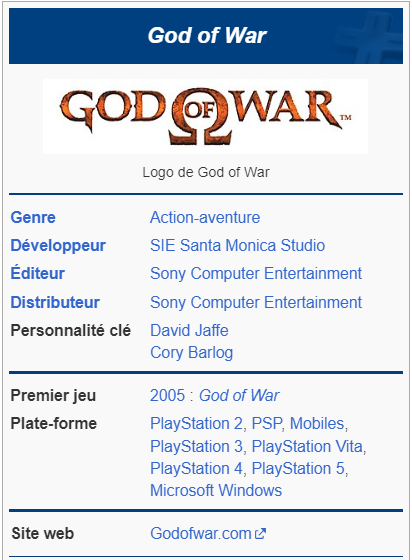 God of War
GOD OF WAR™
Logo de God of War
Genre Action-aventure
Développeur SIE Santa Monica Studio
Éditeur Sony Computer Entertainment
Distributeur Sony Computer Entertainment
Personnalité clé David Jaffe
Cory Barlog
Premier jeu 2005 : God of War
Plate-forme PlayStation 2, PSP, Mobiles,
PlayStation 3, PlayStation Vita,
PlayStation 4, PlayStation 5,
Microsoft Windows
Site web Godofwar.com